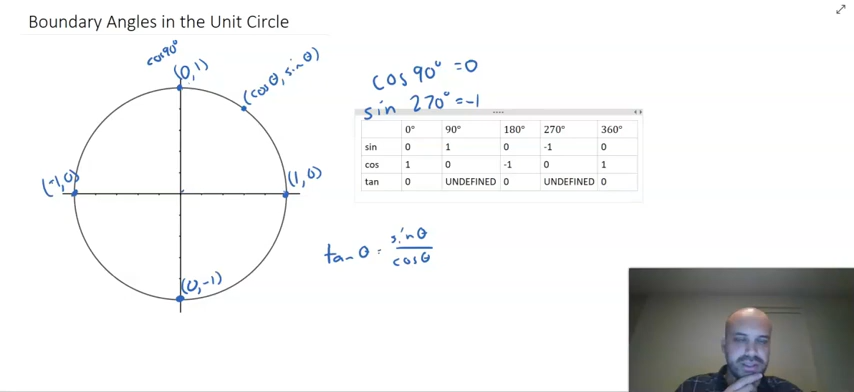 Boundary Angles in the Unit Circle
cos90°
(0,1)
(cosθ, sinθ)
(-1,0)
(1,0)
(0,-1)
cos 90° = 0
sin 270° = -1
0° 90° 180° 270° 360°
sin 0 1 0 -1 0
cos 1 0 -1 0 1
tan 0 UNDEFINED 0 UNDEFINED 0
tan θ = sinθ
cosθ